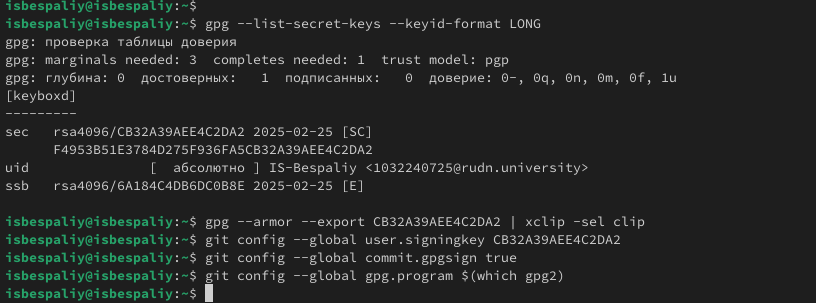 isbespaliy@isbespaliy:~$
isbespaliy@isbespaliy:~$ gpg --list-secret-keys --keyid-format LONG
gpg: проверка таблицы доверия
gpg: marginals needed: 3  completes needed: 1  trust model: pgp
gpg: глубина: 0  достоверных:   1  подписанных:   0  доверие: 0-, 0q, 0n, 0m, 0f, 1u
[keyboxd]
---------
sec   rsa4096/CB32A39AEE4C2DA2 2025-02-25 [SC]
      F4953B51E3784D275F936FA5CB32A39AEE4C2DA2
uid               [  абсолютно ] IS-Bespaliy <1032240725@rudn.university>
ssb   rsa4096/6A184C4DB6DC0B8E 2025-02-25 [E]

isbespaliy@isbespaliy:~$ gpg --armor --export CB32A39AEE4C2DA2 | xclip -sel clip
isbespaliy@isbespaliy:~$ git config --global user.signingkey CB32A39AEE4C2DA2
isbespaliy@isbespaliy:~$ git config --global commit.gpgsign true
isbespaliy@isbespaliy:~$ git config --global gpg.program $(which gpg2)
isbespaliy@isbespaliy:~$